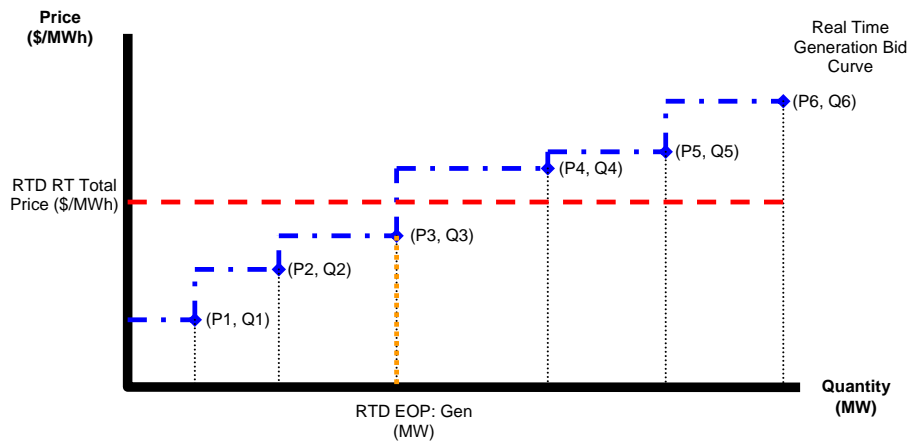 Price
($/MWh)
Real Time
Generation Bid
Curve
(P6, Q6)
(P5, Q5)
(P4, Q4)
RTD RT Total
Price ($/MWh)
(P3, Q3)
(P2, Q2)
(P1, Q1)
Quantity
(MW)
RTD EOP: Gen
(MW)